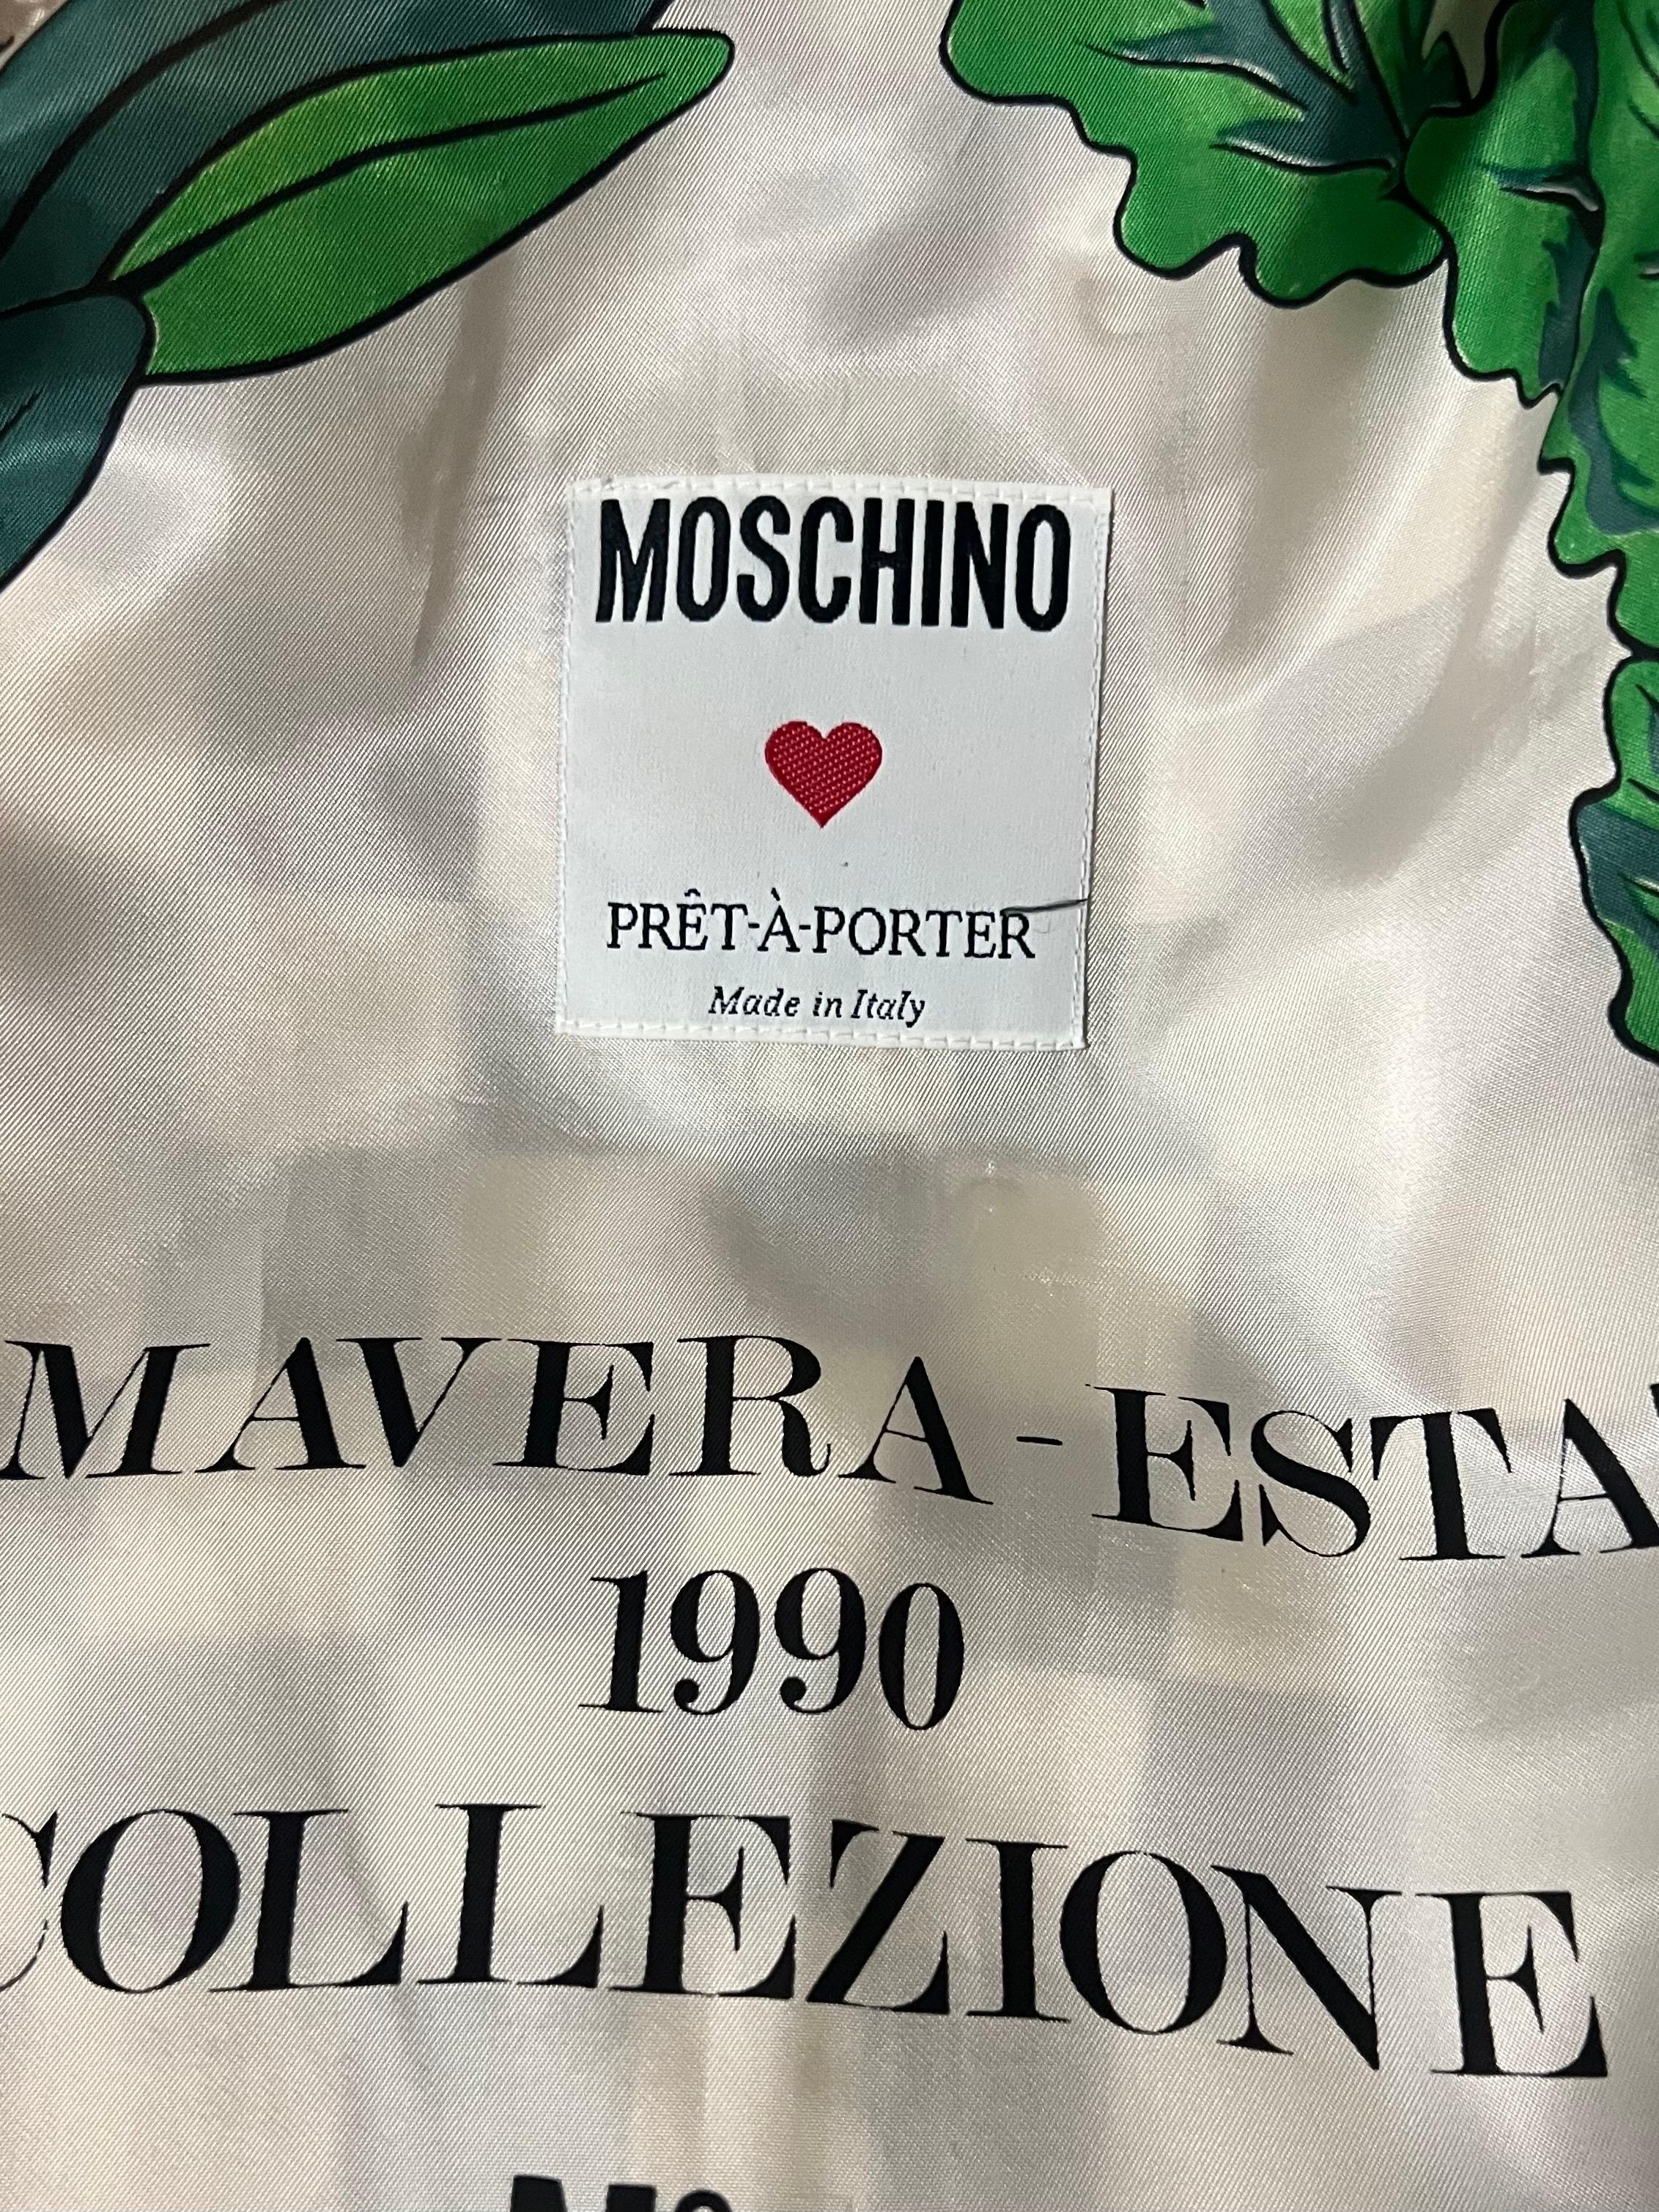 MOSCHINO
PRÊT-À-PORTER
Made in Italy
MAVERA-ESTA
1990
COLLEZIONE